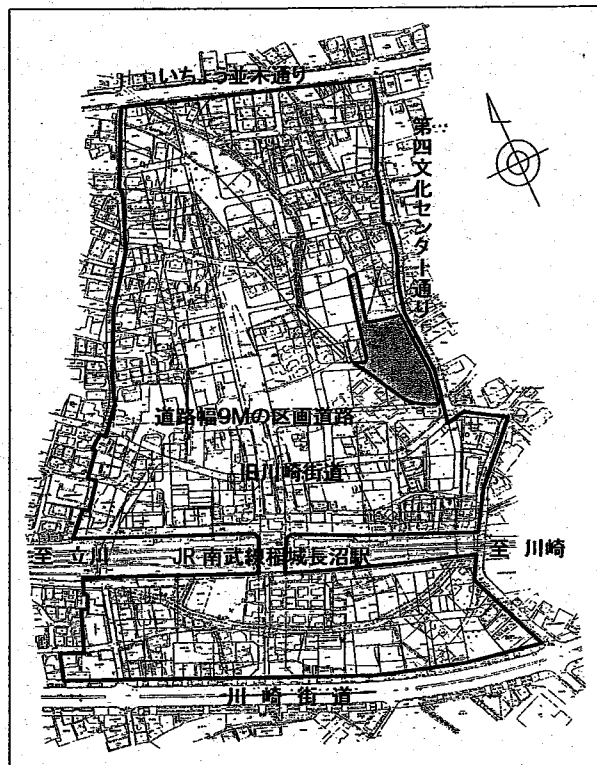 いちょう並木通り
第四文化センター通り
道路幅9Mの区画道路
旧川崎街道
至 立川
JR 南武線稲城長沼駅
至 川崎
川崎街道